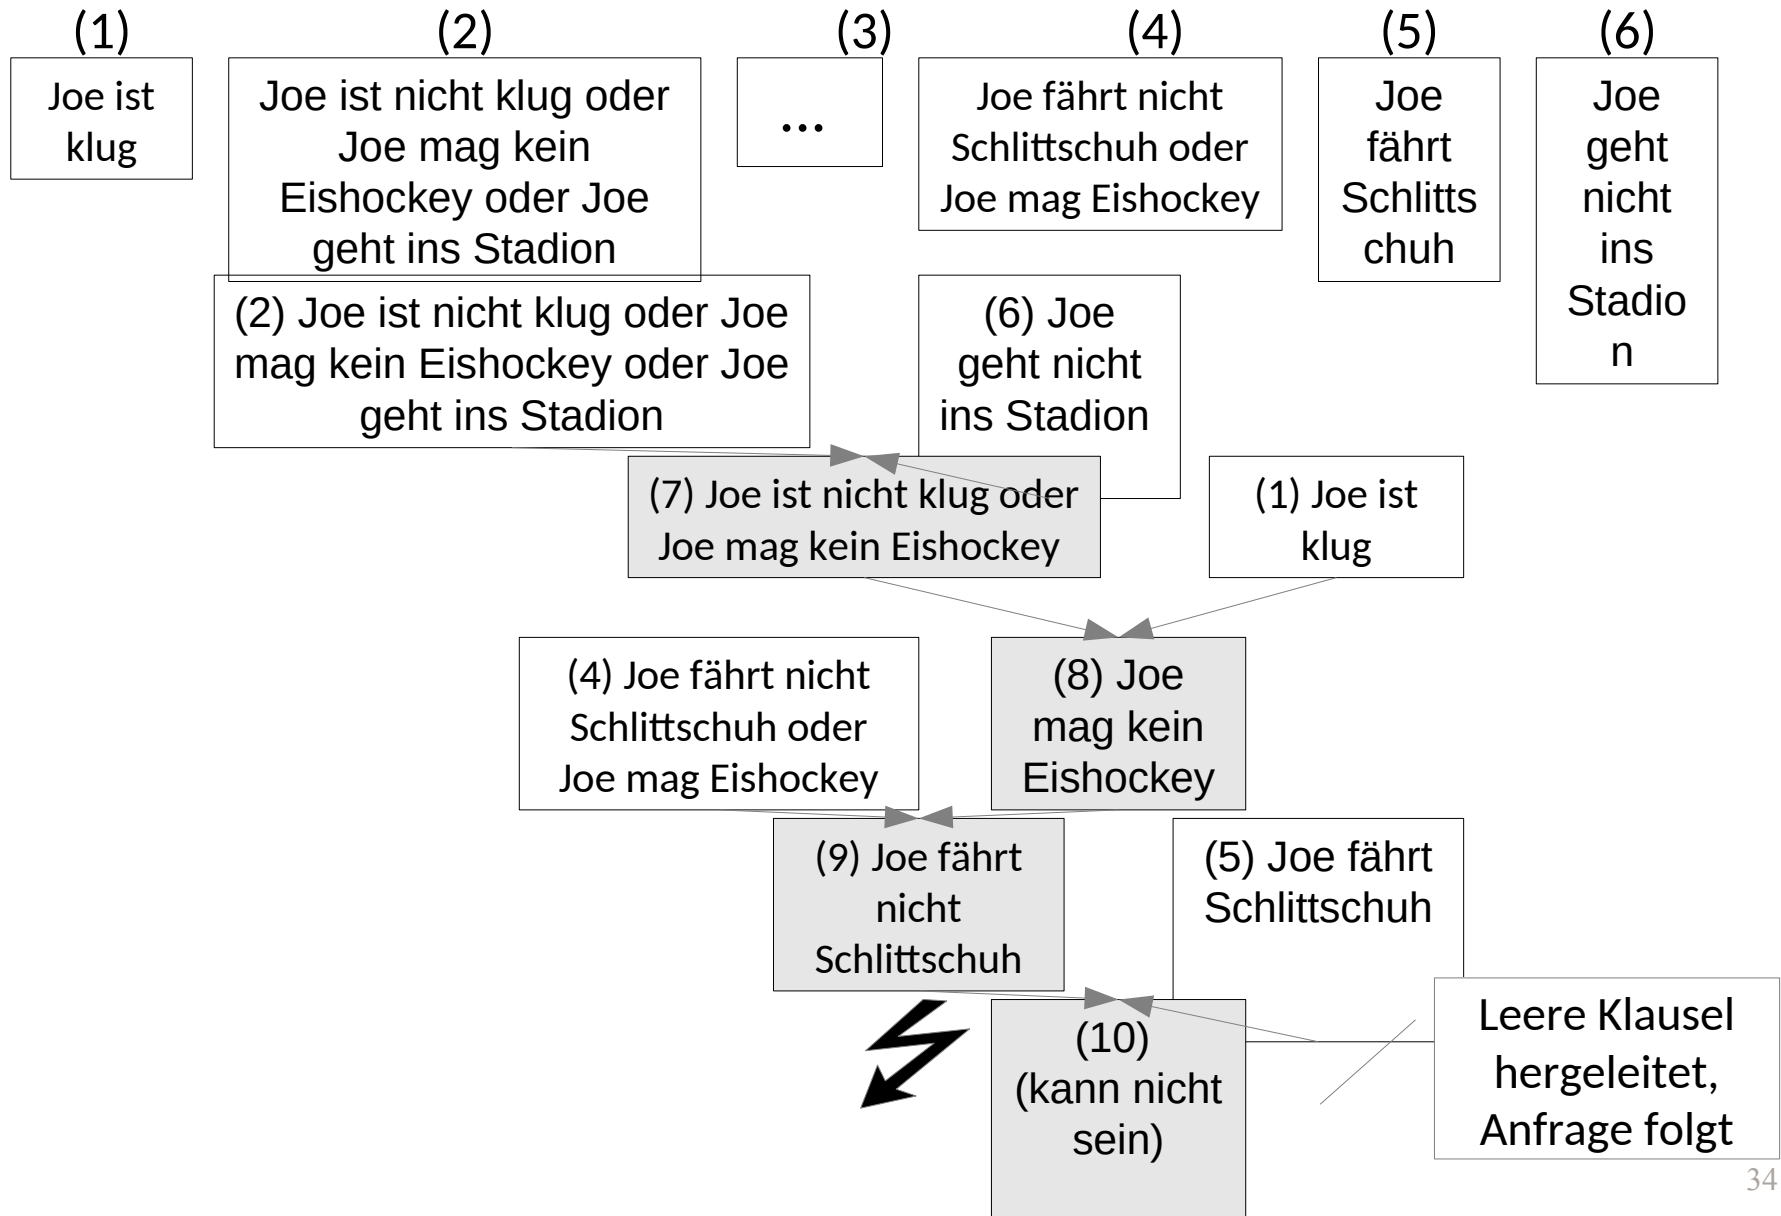 (1)
(2)
(3)
(4)
(5)
(6)
Joe ist
klug
Joe ist nicht klug oder
Joe mag kein
Eishockey oder Joe
geht ins Stadion
...
Joe fährt nicht
Schlittschuh oder
Joe mag Eishockey
Joe
fährt
Schlitts
chuh
Joe
geht
nicht
ins
Stadio
n
(2) Joe ist nicht klug oder Joe
mag kein Eishockey oder Joe
geht ins Stadion
(6) Joe
geht nicht
ins Stadion
(7) Joe ist nicht klug oder
Joe mag kein Eishockey
(1) Joe ist
klug
(4) Joe fährt nicht
Schlittschuh oder
Joe mag Eishockey
(8) Joe
mag kein
Eishockey
(9) Joe fährt
nicht
Schlittschuh
(5) Joe fährt
Schlittschuh
(10)
(kann nicht
sein)
Leere Klausel
hergeleitet,
Anfrage folgt
34